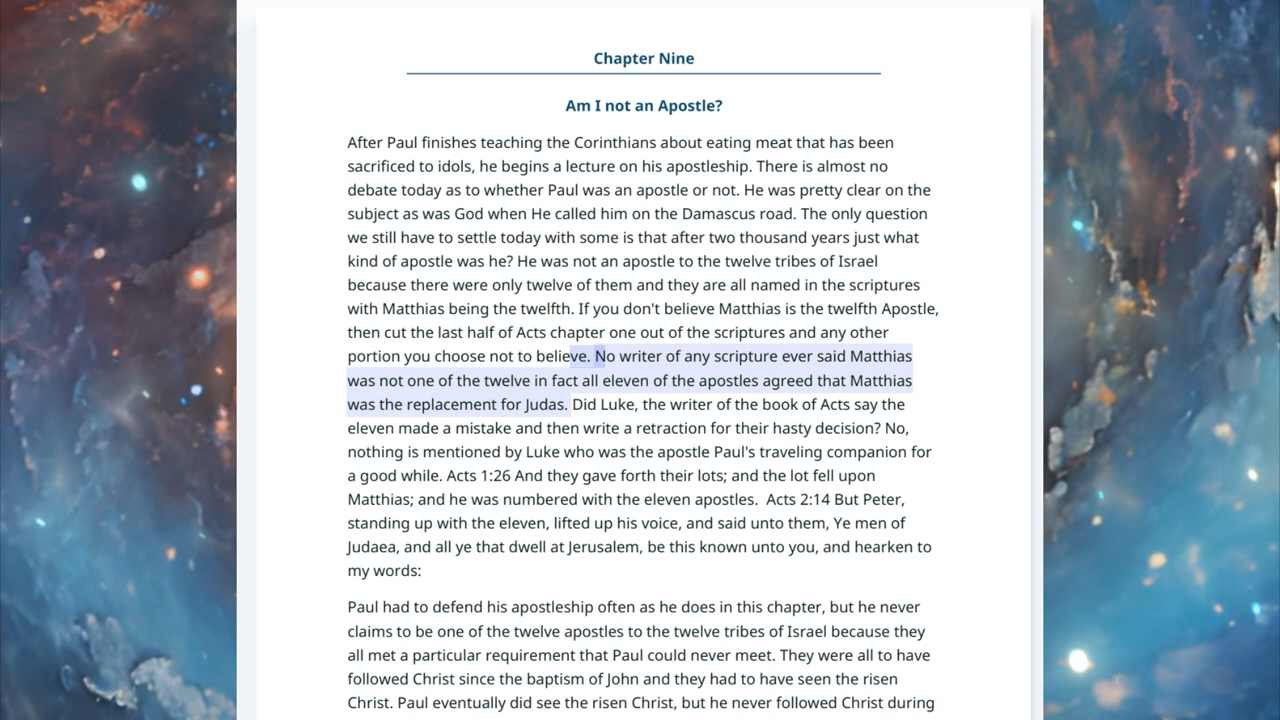 Chapter Nine
Am I not an Apostle?
After Paul finishes teaching the Corinthians about eating meat that has been
sacrificed to idols, he begins a lecture on his apostleship. There is almost no
debate today as to whether Paul was an apostle or not. He was pretty clear on the
subject as was God when He called him on the Damascus road. The only question
we still have to settle today with some is that after two thousand years just what
kind of apostle was he? He was not an apostle to the twelve tribes of Israel
because there were only twelve of them and they are all named in the scriptures
with Matthias being the twelfth. If you don't believe Matthias is the twelfth Apostle,
then cut the last half of Acts chapter one out of the scriptures and any other
portion you choose not to believe. No writer of any scripture ever said Matthias
was not one of the twelve in fact all eleven of the apostles agreed that Matthias
was the replacement for Judas. Did Luke, the writer of the book of Acts say the
eleven made a mistake and then write a retraction for their hasty decision? No,
nothing is mentioned by Luke who was the apostle Paul's traveling companion for
a good while. Acts 1:26 And they gave forth their lots; and the lot fell upon
Matthias; and he was numbered with the eleven apostles.  Acts 2:14 But Peter,
standing up with the eleven, lifted up his voice, and said unto them, Ye men of
Judaea, and all ye that dwell at Jerusalem, be this known unto you, and hearken to
my words:
Paul had to defend his apostleship often as he does in this chapter, but he never
claims to be one of the twelve apostles to the twelve tribes of Israel because they
all met a particular requirement that Paul could never meet. They were all to have
followed Christ since the baptism of John and they had to have seen the risen
Christ. Paul eventually did see the risen Christ, but he never followed Christ during